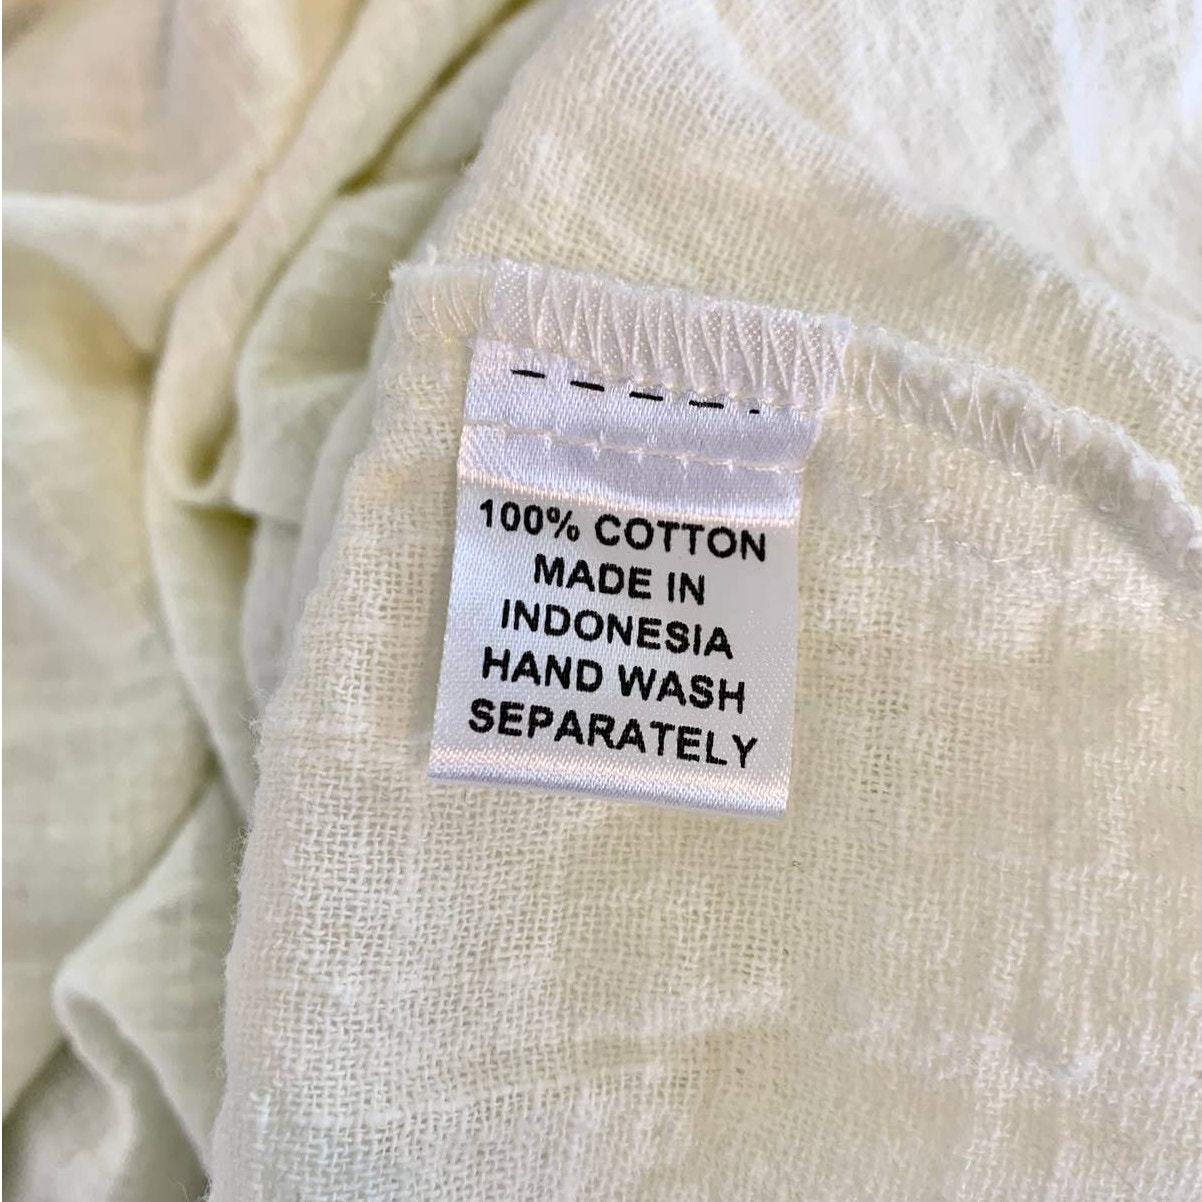 100% COTTON
MADE IN
INDONESIA
HAND WASH
SEPARATELY